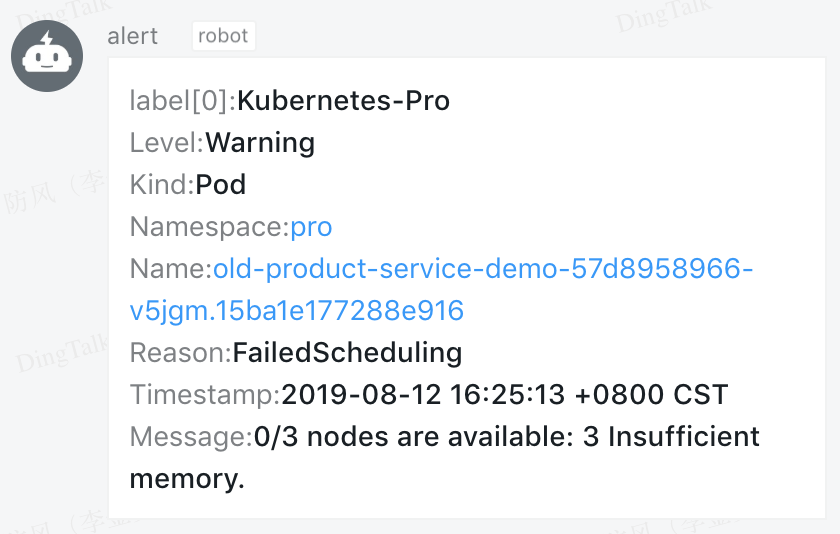 DingTalk
DingTalk
alert robot
label[0]:Kubernetes-Pro
Level:Warning
Kind:Pod
防风（李
Namespace:pro
Name:old-product-service-demo-57d8958966-
v5jgm.15ba1e177288e916
DingTalk
Reason:FailedScheduling
Timestamp:2019-08-12 16:25:13 +0800 CST
Message:0/3 nodes are available: 3 Insufficient
memory.